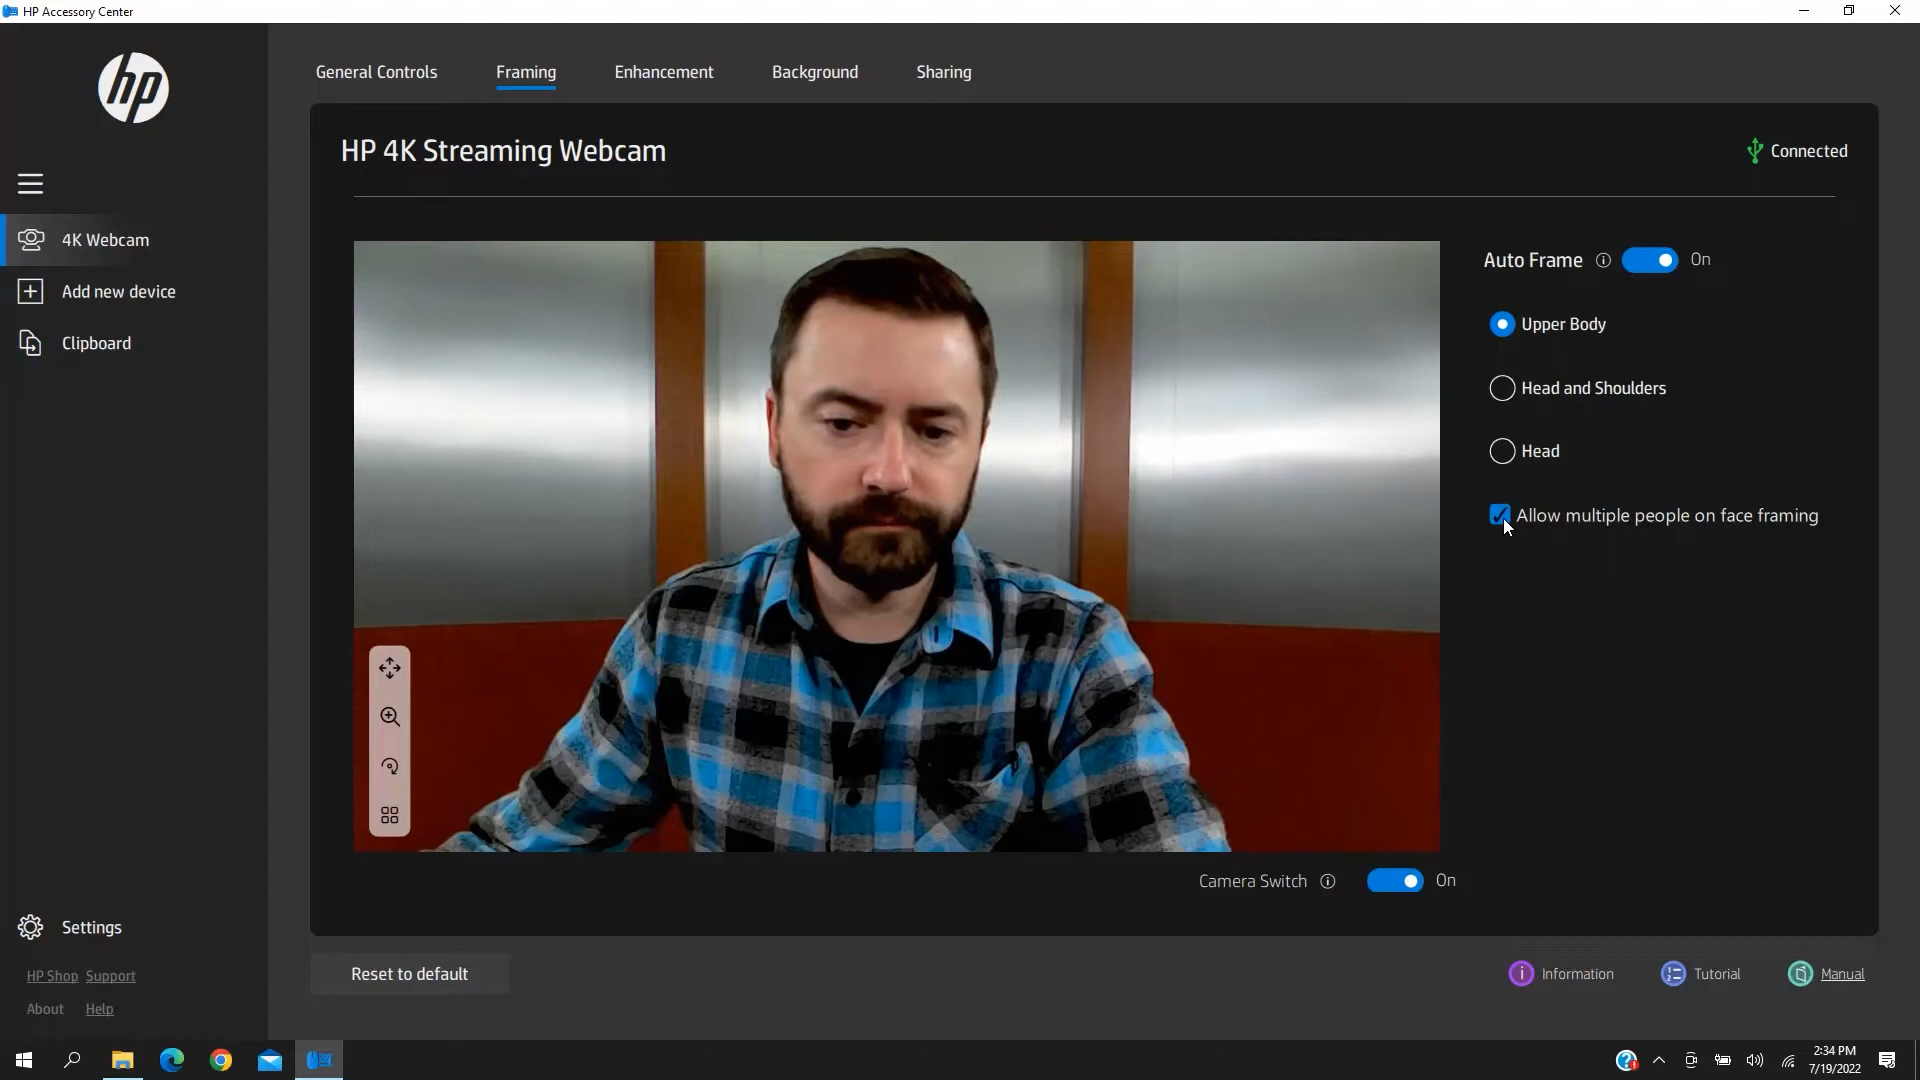 HP Accessory Center
hp
General Controls
Framing
Enhancement
Background
Sharing
HP 4K Streaming Webcam
Connected
4K Webcam
Add new device
Clipboard
Auto Frame
On
Upper Body
Head and Shoulders
Head
Allow multiple people on face framing
Camera Switch
On
Settings
HP Shop
Support
About
Help
Reset to default
Information
Tutorial
Manual
2:34 PM
7/19/2022